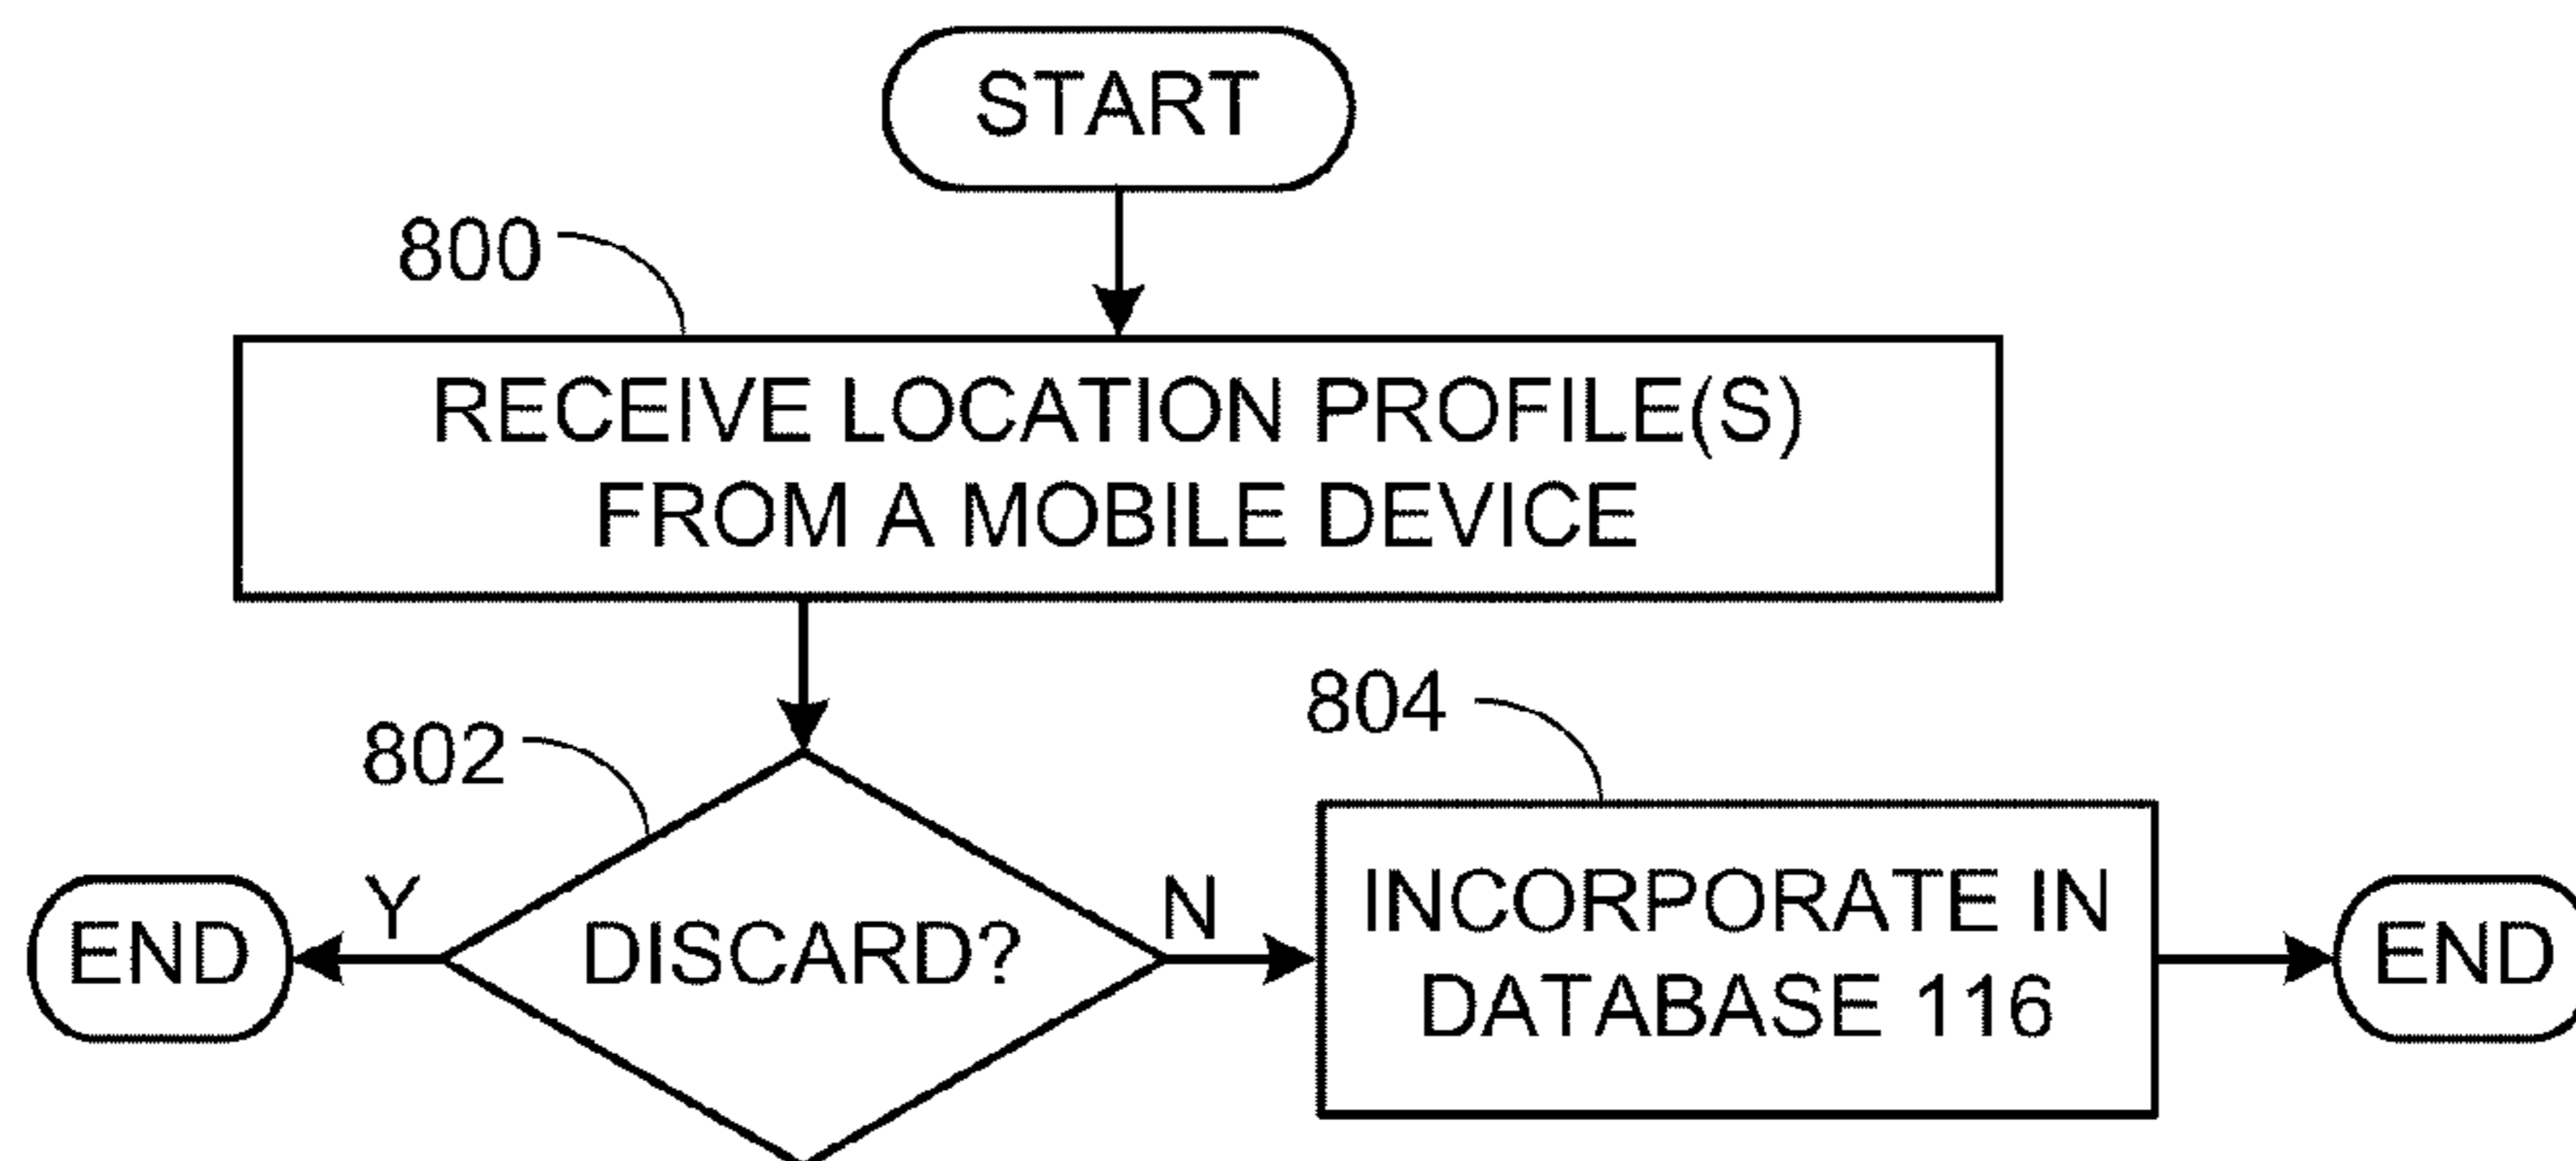 START
800
RECEIVE LOCATION PROFILE(S)
FROM A MOBILE DEVICE
802
804
END
Y
DISCARD?
N
INCORPORATE IN
DATABASE 116
END